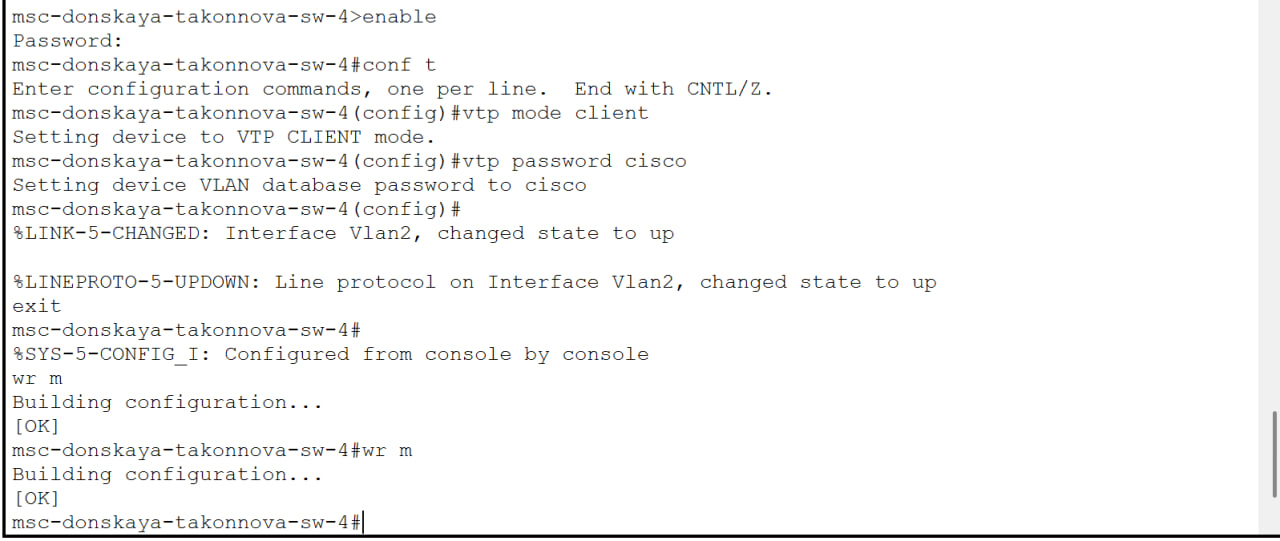 msc-donskaya-takonnova-sw-4>enable
Password:
msc-donskaya-takonnova-sw-4#conf t
Enter configuration commands, one per line.  End with CNTL/Z.
msc-donskaya-takonnova-sw-4(config)#vtp mode client
Setting device to VTP CLIENT mode.
msc-donskaya-takonnova-sw-4(config)#vtp password cisco
Setting device VLAN database password to cisco
msc-donskaya-takonnova-sw-4(config)#
%LINK-5-CHANGED: Interface Vlan2, changed state to up

%LINEPROTO-5-UPDOWN: Line protocol on Interface Vlan2, changed state to up
exit
msc-donskaya-takonnova-sw-4#
%SYS-5-CONFIG_I: Configured from console by console
wr m
Building configuration...
[OK]
msc-donskaya-takonnova-sw-4#wr m
Building configuration...
[OK]
msc-donskaya-takonnova-sw-4#